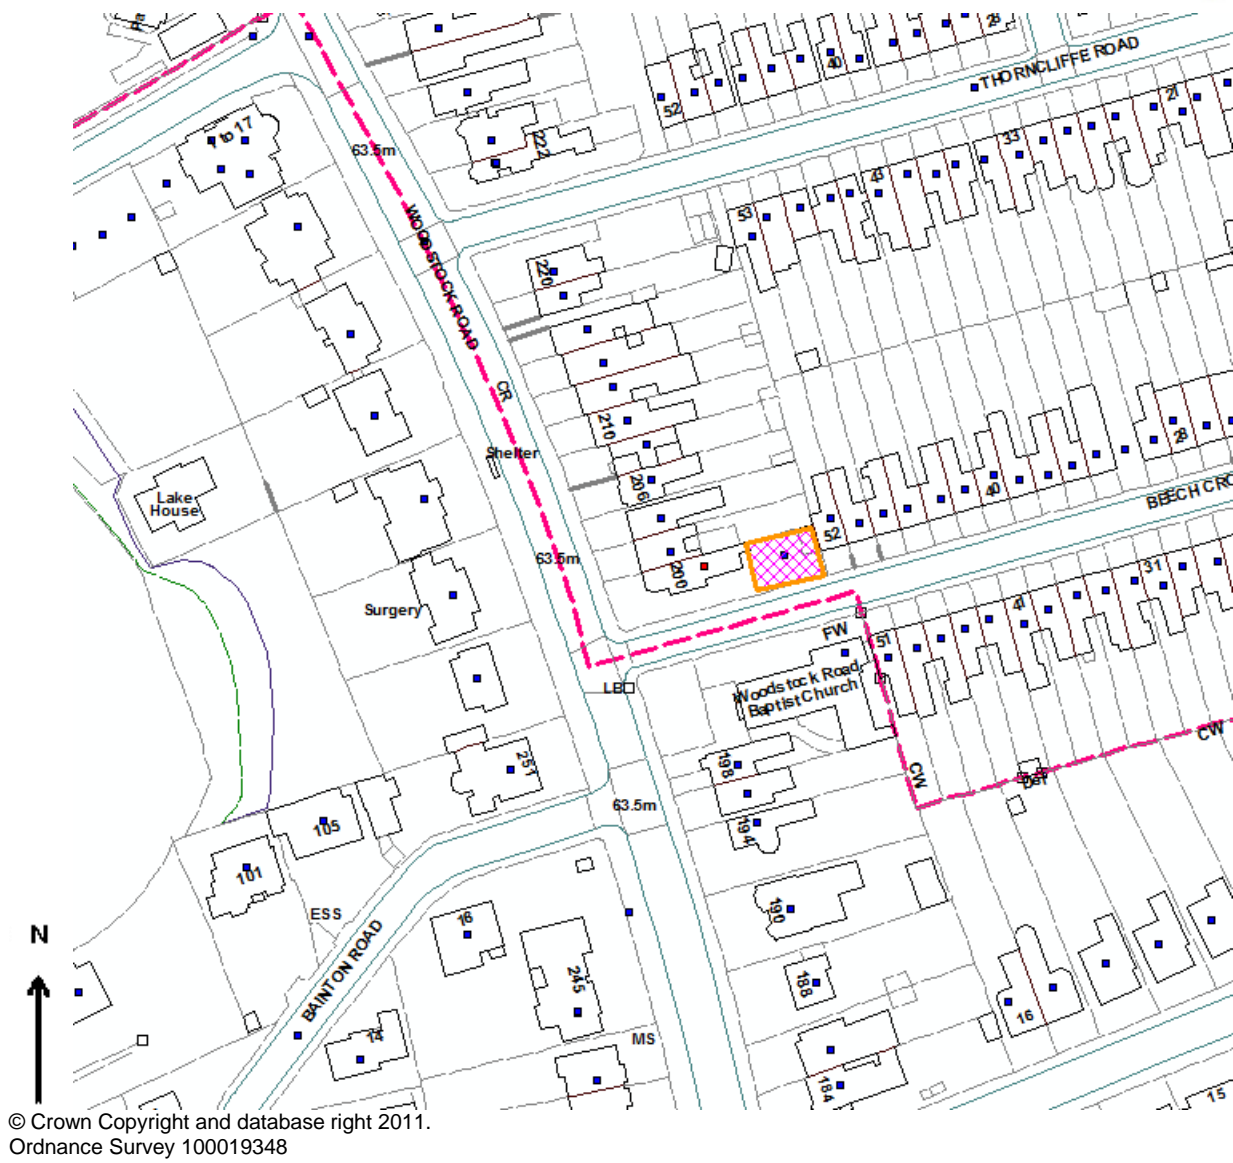 28
40
THORNCLIFFE ROAD
52
21
1 to 17
222
33
63.5m
43
53
WOODSTOCK ROAD
220
CR
210
28
Shelter
206
40
Lake
House
52
63.5m
200
31
Surgery
41
FW
51
LB
Woodstock Road
Baptist Church
CW
198
251
CW
63.5m
105
194
101
ESS
16
190
N
BAINTON ROAD
245
188
16
14
MS
184
15
© Crown Copyright and database right 2011.
Ordnance Survey 100019348